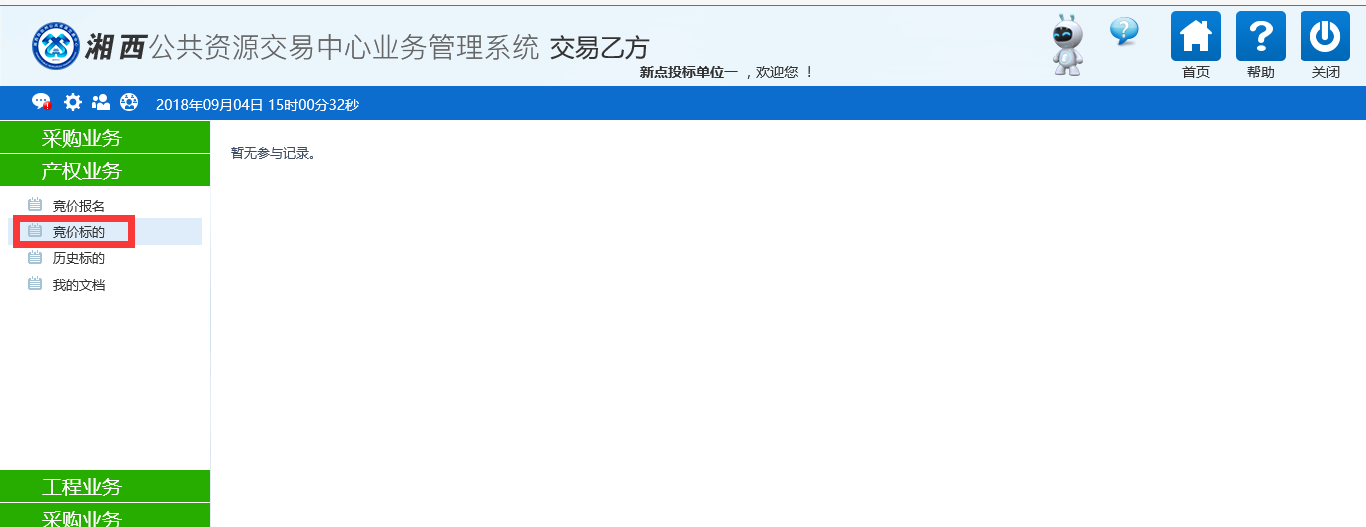 湘西公共资源交易中心业务管理系统 交易乙方
新点投标单位一 ，欢迎您 ！
首页
帮助
关闭
2018年09月04日 15时00分32秒
采购业务
产权业务
竞价报名
竞价标的
历史标的
我的文档
工程业务
采购业务
暂无参与记录。